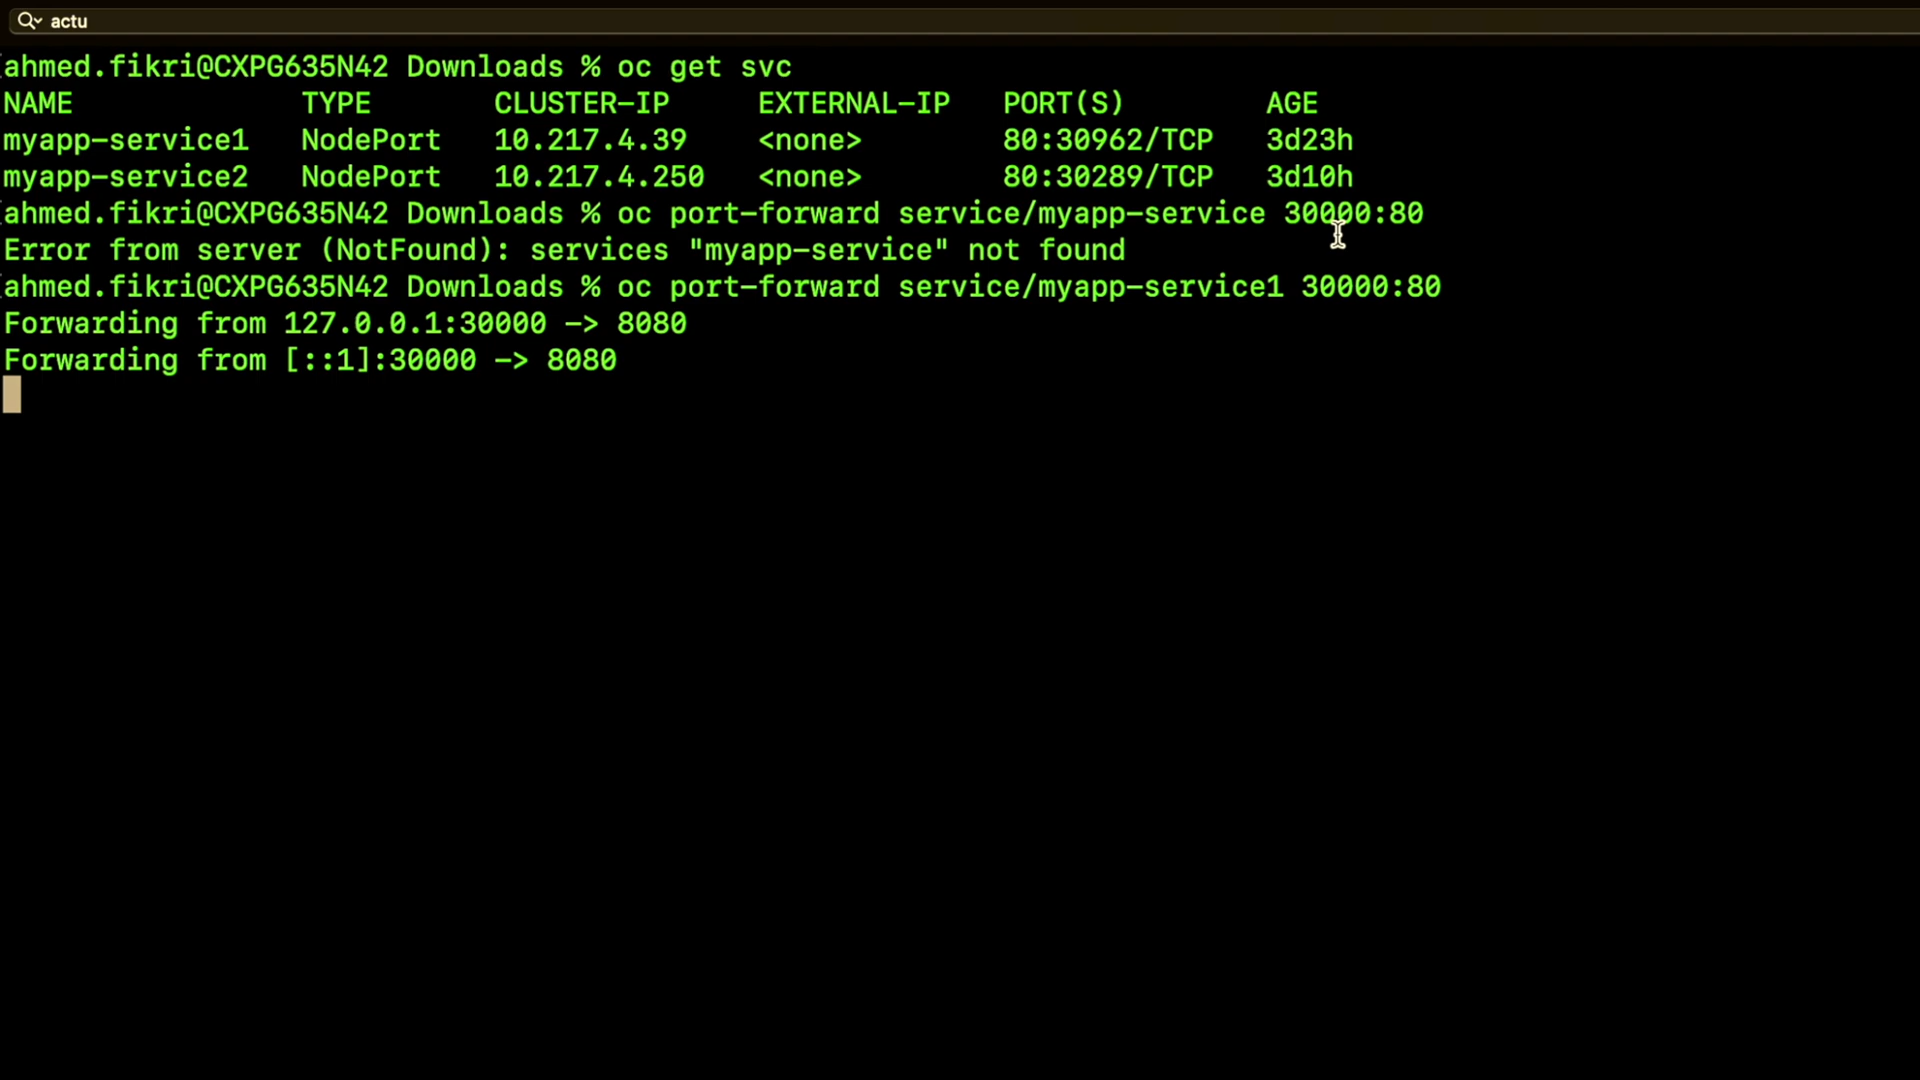 actu
ahmed.fikri@CXPG635N42 Downloads % oc get svc
NAME TYPE CLUSTER-IP EXTERNAL-IP PORT(S) AGE
myapp-service1 NodePort 10.217.4.39 <none> 80:30962/TCP 3d23h
myapp-service2 NodePort 10.217.4.250 <none> 80:30289/TCP 3d10h
ahmed.fikri@CXPG635N42 Downloads % oc port-forward service/myapp-service 30000:80
Error from server (NotFound): services "myapp-service" not found
ahmed.fikri@CXPG635N42 Downloads % oc port-forward service/myapp-service1 30000:80
Forwarding from 127.0.0.1:30000 -> 8080
Forwarding from [::1]:30000 -> 8080